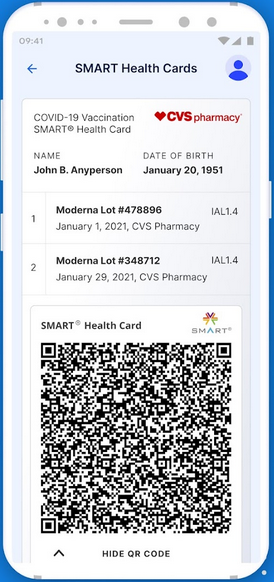 09:41
SMART Health Cards
COVID-19 Vaccination
SMART® Health Card
CVS pharmacy
NAME
DATE OF BIRTH
John B. Anyperson
January 20, 1951
1
Moderna Lot #478896
IAL1.4
January 1, 2021, CVS Pharmacy
2
Moderna Lot #348712
IAL1.4
January 29, 2021, CVS Pharmacy
SMART® Health Card
SMART®
HIDE QR CODE